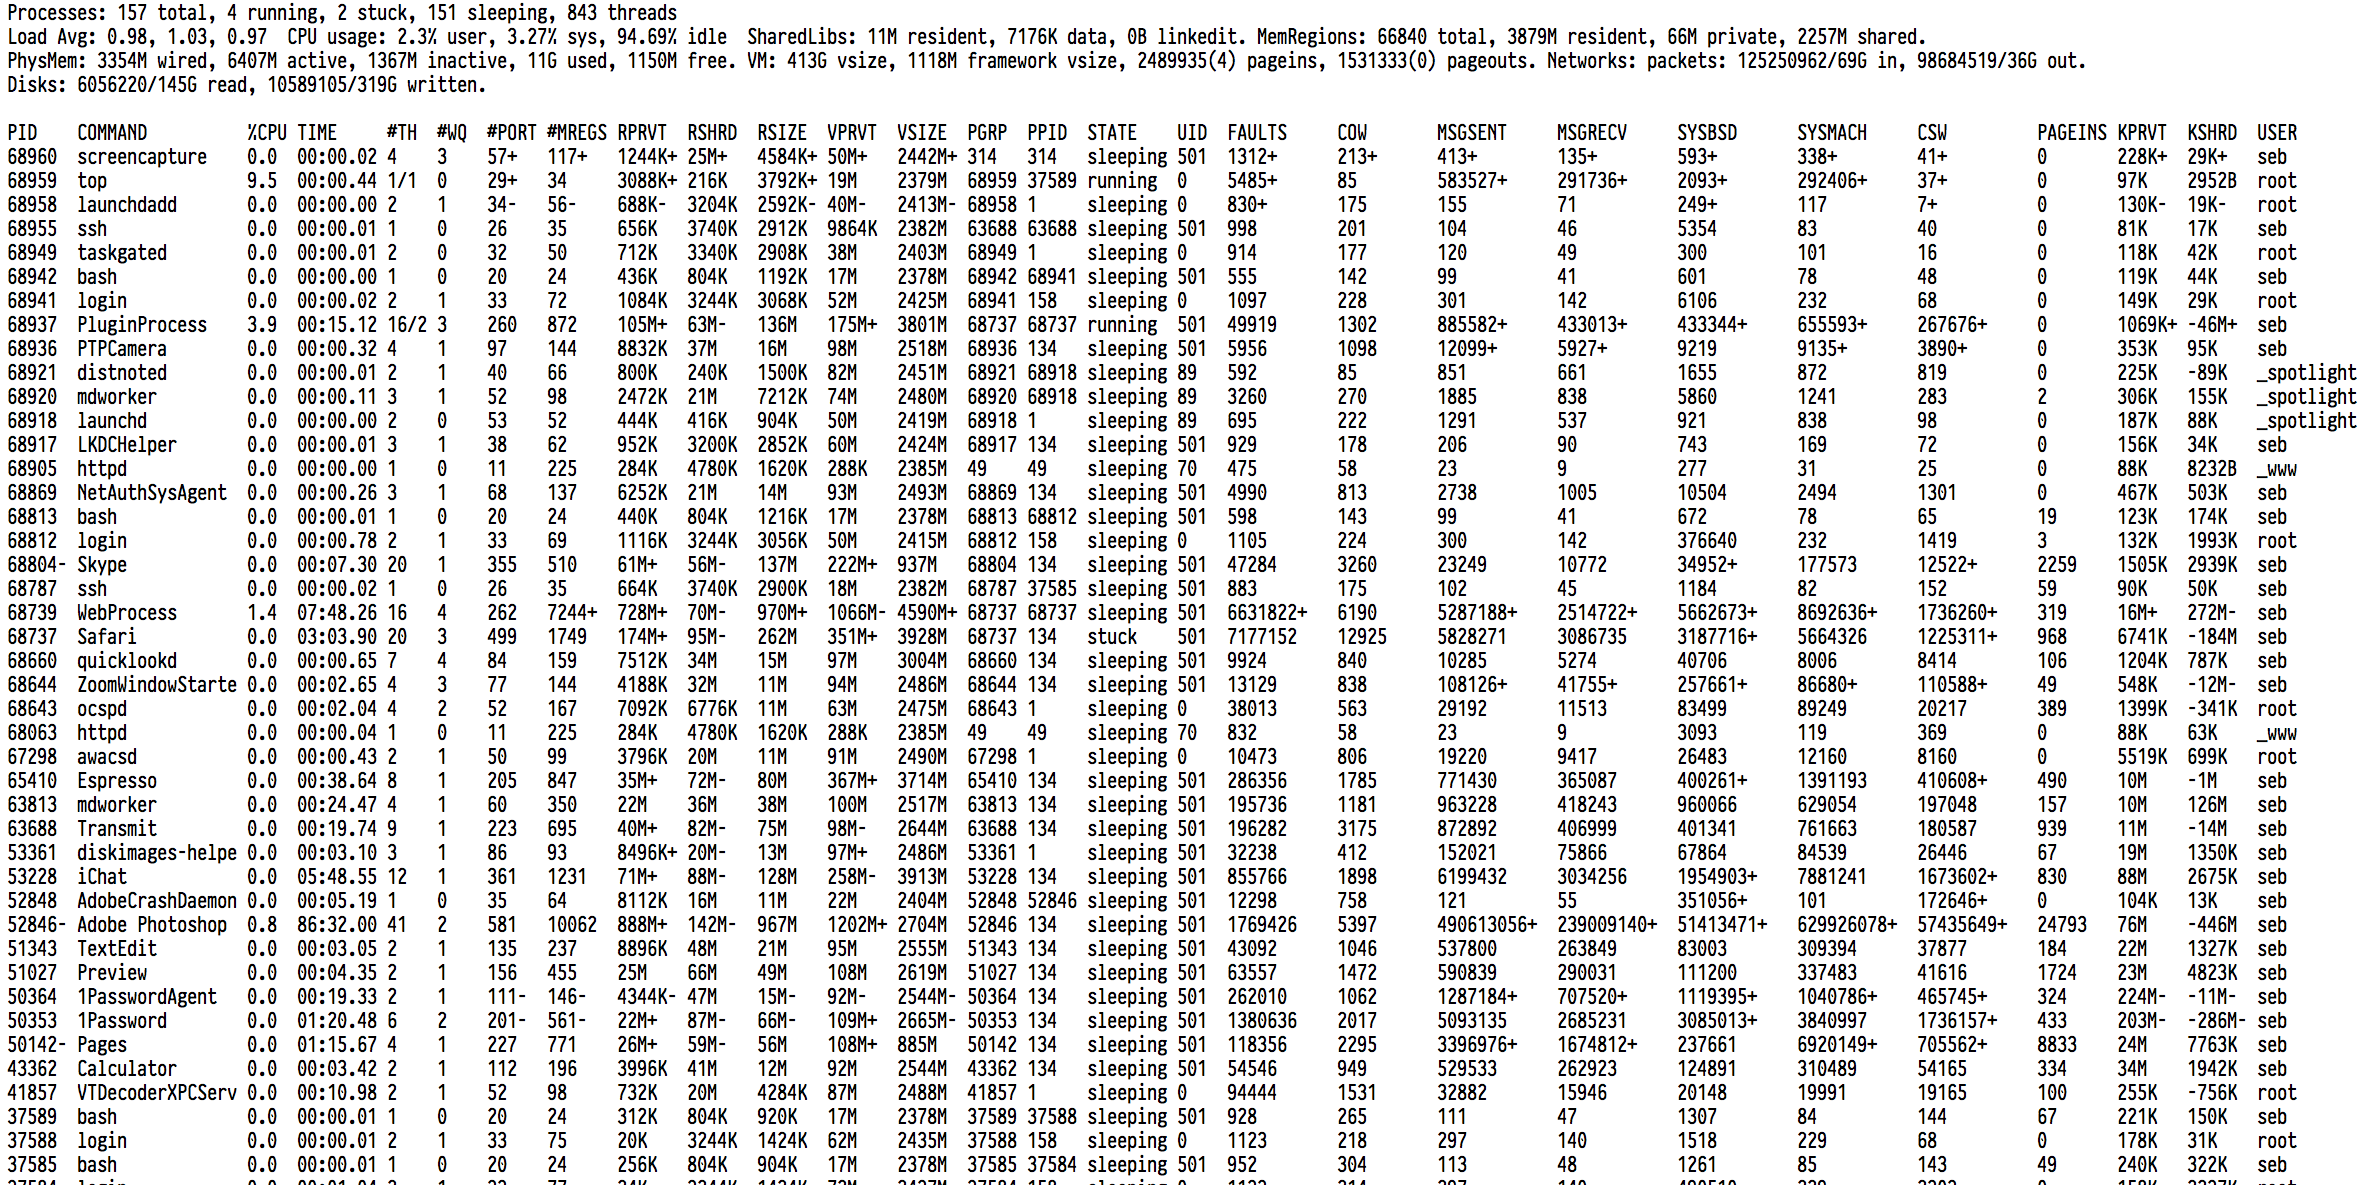 Processes: 157 total, 4 running, 2 stuck, 151 sleeping, 843 threads
Load Avg: 0.98, 1.03, 0.97  CPU usage: 2.3% user, 3.27% sys, 94.69% idle  SharedLibs: 11M resident, 7176K data, 0B linkedit. MemRegions: 66840 total, 3879M resident, 66M private, 2257M shared.
PhysMem: 3354M wired, 6407M active, 1367M inactive, 11G used, 1150M free. VM: 413G vsize, 1118M framework vsize, 2489935(4) pageins, 1531333(0) pageouts. Networks: packets: 125250962/69G in, 98684519/36G out.
Disks: 6056220/145G read, 10589105/319G written.
PID COMMAND %CPU TIME #TH #WQ #PORT #MREGS RPRVT RSHRD RSIZE VPRVT VSIZE PGRP PPID STATE UID FAULTS COW MSGSENT MSGRECV SYSBSD SYSMACH CSW PAGEINS KPRVT KSHRD USER
68960 screencapture 0.0 00:00.02 4 3 57+ 117+ 1244K+ 25M+ 4584K+ 50M+ 2442M+ 314 314 sleeping 501 1312+ 213+ 413+ 135+ 593+ 338+ 41+ 0 228K+ 29K+ seb
68959 top 9.5 00:00.44 1/1 0 29+ 34 3088K+ 216K 3792K+ 19M 2379M 68959 37589 running 0 5485+ 85 583527+ 291736+ 2093+ 292406+ 37+ 0 97K 2952B root
68958 launchdadd 0.0 00:00.00 2 1 34- 56- 688K- 3204K 2592K- 40M- 2413M- 68958 1 sleeping 0 830+ 175 155 71 249+ 117 7+ 0 130K- 19K- root
68955 ssh 0.0 00:00.01 1 0 26 35 656K 3740K 2912K 9864K 2382M 63688 63688 sleeping 501 998 201 104 46 5354 83 40 0 81K 17K seb
68949 taskgated 0.0 00:00.01 2 0 32 50 712K 3340K 2908K 38M 2403M 68949 1 sleeping 0 914 177 120 49 300 101 16 0 118K 42K root
68942 bash 0.0 00:00.00 1 0 20 24 436K 804K 1192K 17M 2378M 68942 68941 sleeping 501 555 142 99 41 601 78 48 0 119K 44K seb
68941 login 0.0 00:00.02 2 1 33 72 1084K 3244K 3068K 52M 2425M 68941 158 sleeping 0 1097 228 301 142 6106 232 68 0 149K 29K root
68937 PluginProcess 3.9 00:15.12 16/2 3 260 872 105M+ 63M- 136M 175M+ 3801M 68737 68737 running 501 49919 1302 885582+ 433013+ 433344+ 655593+ 267676+ 0 1069K+ -46M+ seb
68936 PTPCamera 0.0 00:00.32 4 1 97 144 8832K 37M 16M 98M 2518M 68936 134 sleeping 501 5956 1098 12099+ 5927+ 9219 9135+ 3890+ 0 353K 95K seb
68921 distnoted 0.0 00:00.01 2 1 40 66 800K 240K 1500K 82M 2451M 68921 68918 sleeping 89 592 85 851 661 1655 872 819 0 225K -89K _spotlight
68920 mdworker 0.0 00:00.11 3 1 52 98 2472K 21M 7212K 74M 2480M 68920 68918 sleeping 89 3260 270 1885 838 5860 1241 283 2 306K 155K _spotlight
68918 launchd 0.0 00:00.00 2 0 53 52 444K 416K 904K 50M 2419M 68918 1 sleeping 89 695 222 1291 537 921 838 98 0 187K 88K _spotlight
68917 LKDCHelper 0.0 00:00.01 3 1 38 62 952K 3200K 2852K 60M 2424M 68917 134 sleeping 501 929 178 206 90 743 169 72 0 156K 34K seb
68905 httpd 0.0 00:00.00 1 0 11 225 284K 4780K 1620K 288K 2385M 49 49 sleeping 70 475 58 23 9 277 31 25 0 88K 8232B _www
68869 NetAuthSysAgent 0.0 00:00.26 3 1 68 137 6252K 21M 14M 93M 2493M 68869 134 sleeping 501 4990 813 2738 1005 10504 2494 1301 0 467K 503K seb
68813 bash 0.0 00:00.01 1 0 20 24 440K 804K 1216K 17M 2378M 68813 68812 sleeping 501 598 143 99 41 672 78 65 19 123K 174K seb
68812 login 0.0 00:00.78 2 1 33 69 1116K 3244K 3056K 50M 2415M 68812 158 sleeping 0 1105 224 300 142 376640 232 1419 3 132K 1993K root
68804- Skype 0.0 00:07.30 20 1 355 510 61M+ 56M- 137M 222M+ 937M 68804 134 sleeping 501 47284 3260 23249 10772 34952+ 177573 12522+ 2259 1505K 2939K seb
68787 ssh 0.0 00:00.02 1 0 26 35 664K 3740K 2900K 18M 2382M 68787 37585 sleeping 501 883 175 102 45 1184 82 152 59 90K 50K seb
68739 WebProcess 1.4 07:48.26 16 4 262 7244+ 728M+ 70M- 970M+ 1066M- 4590M+ 68737 68737 sleeping 501 6631822+ 6190 5287188+ 2514722+ 5662673+ 8692636+ 1736260+ 319 16M+ 272M- seb
68737 Safari 0.0 03:03.90 20 3 499 1749 174M+ 95M- 262M 351M+ 3928M 68737 134 stuck 501 7177152 12925 5828271 3086735 3187716+ 5664326 1225311+ 968 6741K -184M seb
68660 quicklookd 0.0 00:00.65 7 4 84 159 7512K 34M 15M 97M 3004M 68660 134 sleeping 501 9924 840 10285 5274 40706 8006 8414 106 1204K 787K seb
68644 ZoomWindowStarte 0.0 00:02.65 4 3 77 144 4188K 32M 11M 94M 2486M 68644 134 sleeping 501 13129 838 108126+ 41755+ 257661+ 86680+ 110588+ 49 548K -12M- seb
68643 ocspd 0.0 00:02.04 4 2 52 167 7092K 6776K 11M 63M 2475M 68643 1 sleeping 0 38013 563 29192 11513 83499 89249 20217 389 1399K -341K root
68063 httpd 0.0 00:00.04 1 0 11 225 284K 4780K 1620K 288K 2385M 49 49 sleeping 70 832 58 23 9 3093 119 369 0 88K 63K _www
67298 awacsd 0.0 00:00.43 2 1 50 99 3796K 20M 11M 91M 2490M 67298 1 sleeping 0 10473 806 19220 9417 26483 12160 8160 0 5519K 699K root
65410 Espresso 0.0 00:38.64 8 1 205 847 35M+ 72M- 80M 367M+ 3714M 65410 134 sleeping 501 286356 1785 771430 365087 400261+ 1391193 410608+ 490 10M -1M seb
63813 mdworker 0.0 00:24.47 4 1 60 350 22M 36M 38M 100M 2517M 63813 134 sleeping 501 195736 1181 963228 418243 960066 629054 197048 157 10M 126M seb
63688 Transmit 0.0 00:19.74 9 1 223 695 40M+ 82M- 75M 98M- 2644M 63688 134 sleeping 501 196282 3175 872892 406999 401341 761663 180587 939 11M -14M seb
53361 diskimages-helpe 0.0 00:03.10 3 1 86 93 8496K+ 20M- 13M 97M+ 2486M 53361 1 sleeping 501 32238 412 152021 75866 67864 84539 26446 67 19M 1350K seb
53228 iChat 0.0 05:48.55 12 1 361 1231 71M+ 88M- 128M 258M- 3913M 53228 134 sleeping 501 855766 1898 6199432 3034256 1954903+ 7881241 1673602+ 830 88M 2675K seb
52848 AdobeCrashDaemon 0.0 00:05.19 1 0 35 64 8112K 16M 11M 22M 2404M 52848 52846 sleeping 501 12298 758 121 55 351056+ 101 172646+ 0 104K 13K seb
52846- Adobe Photoshop 0.8 86:32.00 41 2 581 10062 888M+ 142M- 967M 1202M+ 2704M 52846 134 sleeping 501 1769426 5397 490613056+ 239009140+ 51413471+ 629926078+ 57435649+ 24793 76M -446M seb
51343 TextEdit 0.0 00:03.05 2 1 135 237 8896K 48M 21M 95M 2555M 51343 134 sleeping 501 43092 1046 537800 263849 83003 309394 37877 184 22M 1327K seb
51027 Preview 0.0 00:04.35 2 1 156 455 25M 66M 49M 108M 2619M 51027 134 sleeping 501 63557 1472 590839 290031 111200 337483 41616 1724 23M 4823K seb
50364 1PasswordAgent 0.0 00:19.33 2 1 111- 146- 4344K- 47M 15M- 92M- 2544M- 50364 134 sleeping 501 262010 1062 1287184+ 707520+ 1119395+ 1040786+ 465745+ 324 224M- -11M- seb
50353 1Password 0.0 01:20.48 6 2 201- 561- 22M+ 87M- 66M- 109M+ 2665M- 50353 134 sleeping 501 1380636 2017 5093135 2685231 3085013+ 3840997 1736157+ 433 203M- -286M- seb
50142- Pages 0.0 01:15.67 4 1 227 771 26M+ 59M- 56M 108M+ 885M 50142 134 sleeping 501 118356 2295 3396976+ 1674812+ 237661 6920149+ 705562+ 8833 24M 7763K seb
43362 Calculator 0.0 00:03.42 2 1 112 196 3996K 41M 12M 92M 2544M 43362 134 sleeping 501 54546 949 529533 262923 124891 310489 54165 334 34M 1942K seb
41857 VTDecoderXPCServ 0.0 00:10.98 2 1 52 98 732K 20M 4284K 87M 2488M 41857 1 sleeping 0 94444 1531 32882 15946 20148 19991 19165 100 255K -756K root
37589 bash 0.0 00:00.01 1 0 20 24 312K 804K 920K 17M 2378M 37589 37588 sleeping 501 928 265 111 47 1307 84 144 67 221K 150K seb
37588 login 0.0 00:00.01 2 1 33 75 20K 3244K 1424K 62M 2435M 37588 158 sleeping 0 1123 218 297 140 1518 229 68 0 178K 31K root
37585 bash 0.0 00:00.01 1 0 20 24 256K 804K 904K 17M 2378M 37585 37584 sleeping 501 952 304 113 48 1261 85 143 49 240K 322K seb